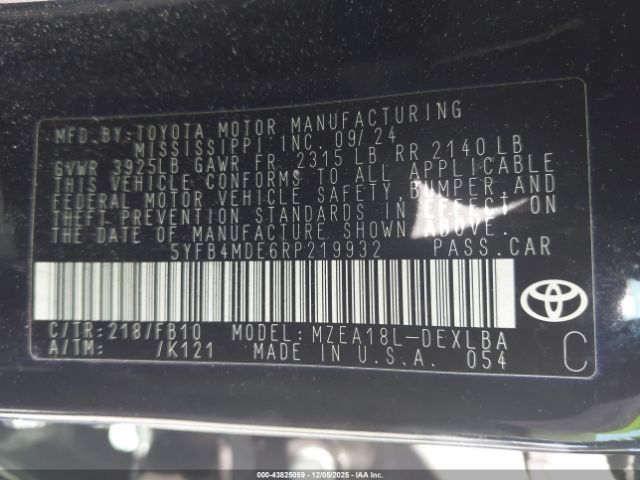 MFD.BY:TOYOTA MOTOR MANUFACTURING
MISSISSIPPI, INC. 09/24
GVWR 3925LB GAWR FR 2315 LB RR 2140 LB
THIS VEHICLE CONFORMS TO ALL APPLICABLE
FEDERAL MOTOR VEHICLE SAFETY,BUMPER,AND
THEFT PREVENTION STANDARDS IN EFFECT ON
THE DATE OF MANUFACTURE SHOWN ABOVE.
5YFB4MDE6RP219932 PASS.CAR
C/TR:218/FB10 MODEL:MZEA18L-DEXLBA
A/TM: /K121 MADE IN U.S.A. 054 C
000-43825059 - 12/05/2025 - IAAI.COM